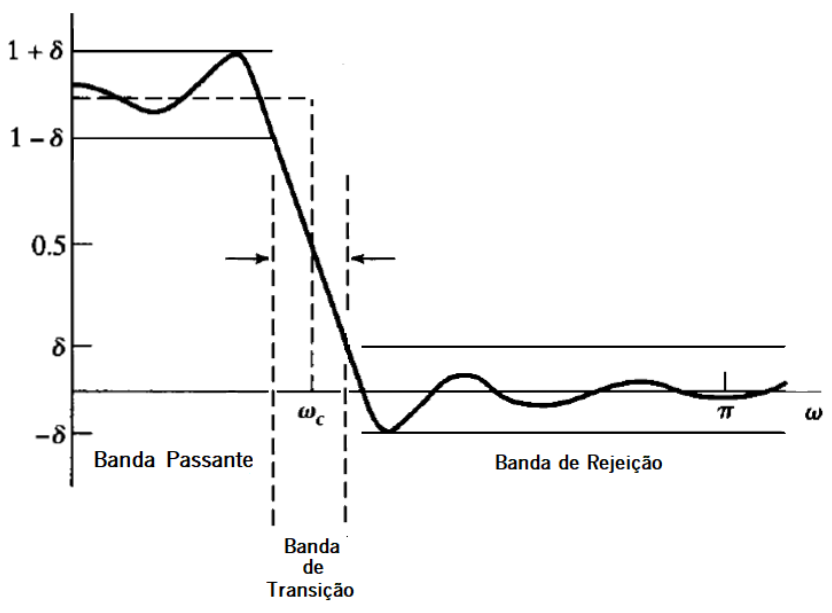 1 + δ
1 − δ
0.5
δ
−δ
ω_c
π
ω
Banda Passante
Banda de Rejeição
Banda
de
Transição